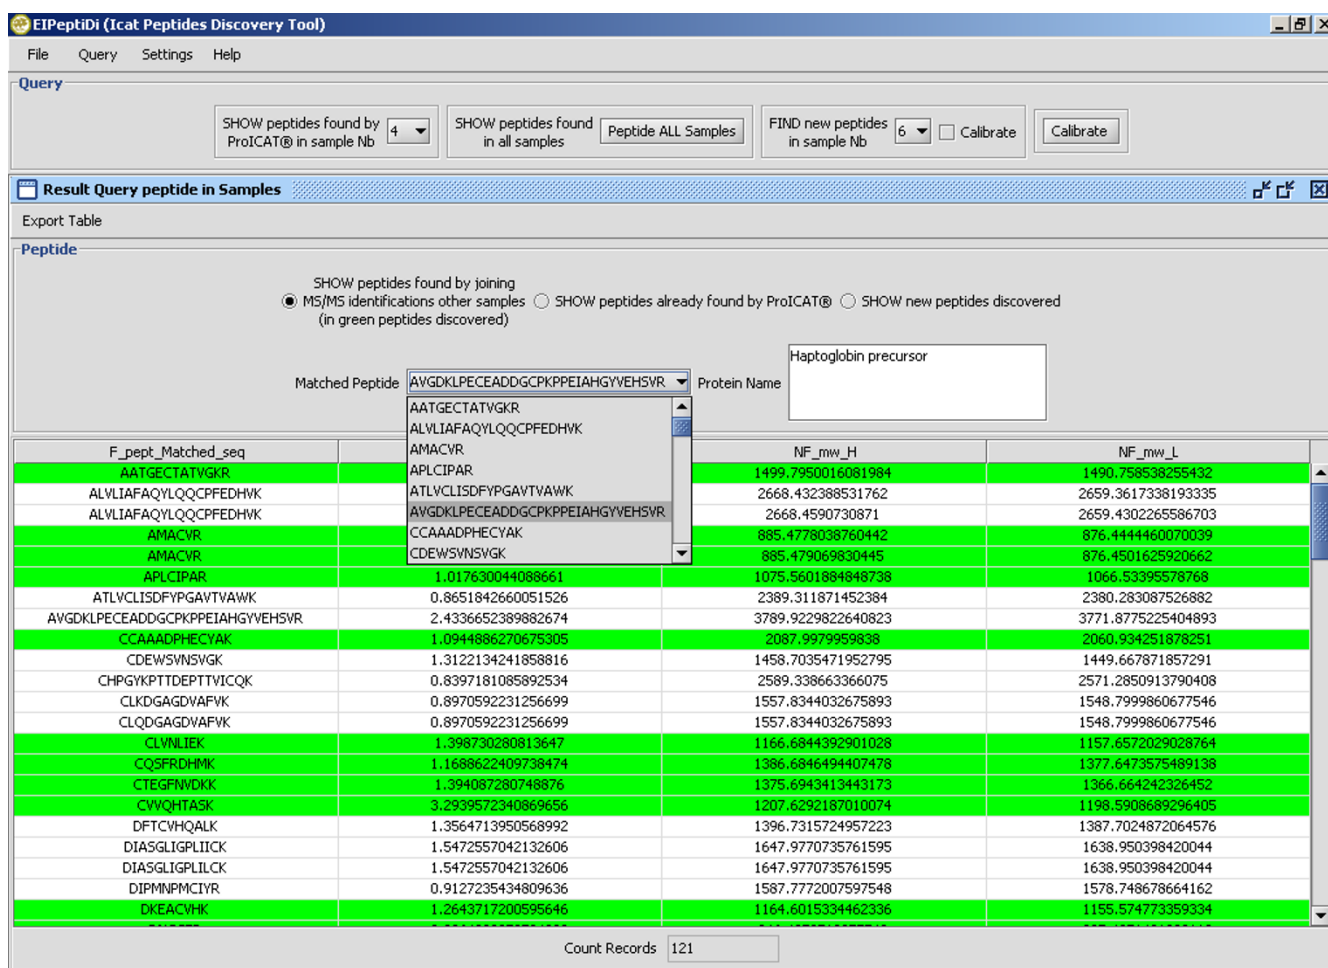 EIPeptiDi (Icat Peptides Discovery Tool)
File Query Settings Help
Query
SHOW peptides found by
ProICAT® in sample Nb
4
SHOW peptides found
in all samples
Peptide ALL Samples
FIND new peptides
in sample Nb
6
Calibrate
Calibrate
Result Query peptide in Samples
Export Table
Peptide
SHOW peptides found by joining
MS/MS identifications other samples
(in green peptides discovered)
SHOW peptides already found by ProICAT®
SHOW new peptides discovered
Matched Peptide
AVGDKLPECEADDGCPKPPEIAHGYVEHSVR
Protein Name
Haptoglobin precursor
AATGECTATVGKR
ALVLIAFAQYLQQCPFEDHVK
AMACVR
APLCIPAR
ATLVCLISDFYPGAVTVAWK
AVGDKLPECEADDGCPKPPEIAHGYVEHSVR
CCAAADPHECYAK
CDEWSVNSVGK
F_pept_Matched_seq NF_mw_H NF_mw_L
AATGECTATVGKR 1499.7950016081984 1490.758538255432
ALVLIAFAQYLQQCPFEDHVK 2668.432388531762 2659.3617338193335
ALVLIAFAQYLQQCPFEDHVK 2668.4590730871 2659.4302265586703
AMACVR 885.4778038760442 876.4444460070039
AMACVR 885.479069830445 876.4501625920662
APLCIPAR 1.017630044088661 1075.5601884848738 1066.53395578768
ATLVCLISDFYPGAVTVAWK 0.8651842660051526 2389.311871452384 2380.283087526882
AVGDKLPECEADDGCPKPPEIAHGYVEHSVR 2.4336652389882674 3789.9229822640823 3771.8775225404893
CCAAADPHECYAK 1.0944886270675305 2087.9979959838 2060.934251878251
CDEWSVNSVGK 1.3122134241858816 1458.7035471952795 1449.667871857291
CHPGYKPTTDEPTTVICQK 0.8397181085892534 2589.338663366075 2571.2850913790408
CLKDGAGDVAFVK 0.8970592231256699 1557.8344032675893 1548.7999860677546
CLQDGAGDVAFVK 0.8970592231256699 1557.8344032675893 1548.7999860677546
CLVNLIEK 1.398730280813647 1166.6844392901028 1157.6572029028764
CQSFRDHMK 1.1688622409738474 1386.6846494407478 1377.6473575489138
CTEGFNVDKK 1.394087280748876 1375.6943413443173 1366.664242326452
CVVQHTASK 3.2939572340869656 1207.6292187010074 1198.5908689296405
DFTCVHQALK 1.3564713950568992 1396.7315724957223 1387.7024872064576
DIASGLIGPLIICK 1.5472557042132606 1647.9770735761595 1638.950398420044
DIASGLIGPLILCK 1.5472557042132606 1647.9770735761595 1638.950398420044
DIPMNPMCIYR 0.9127235434809636 1587.7772007597548 1578.748678664162
DKEACVHK 1.2643717200595646 1164.6015334462336 1155.574773359334
Count Records 121